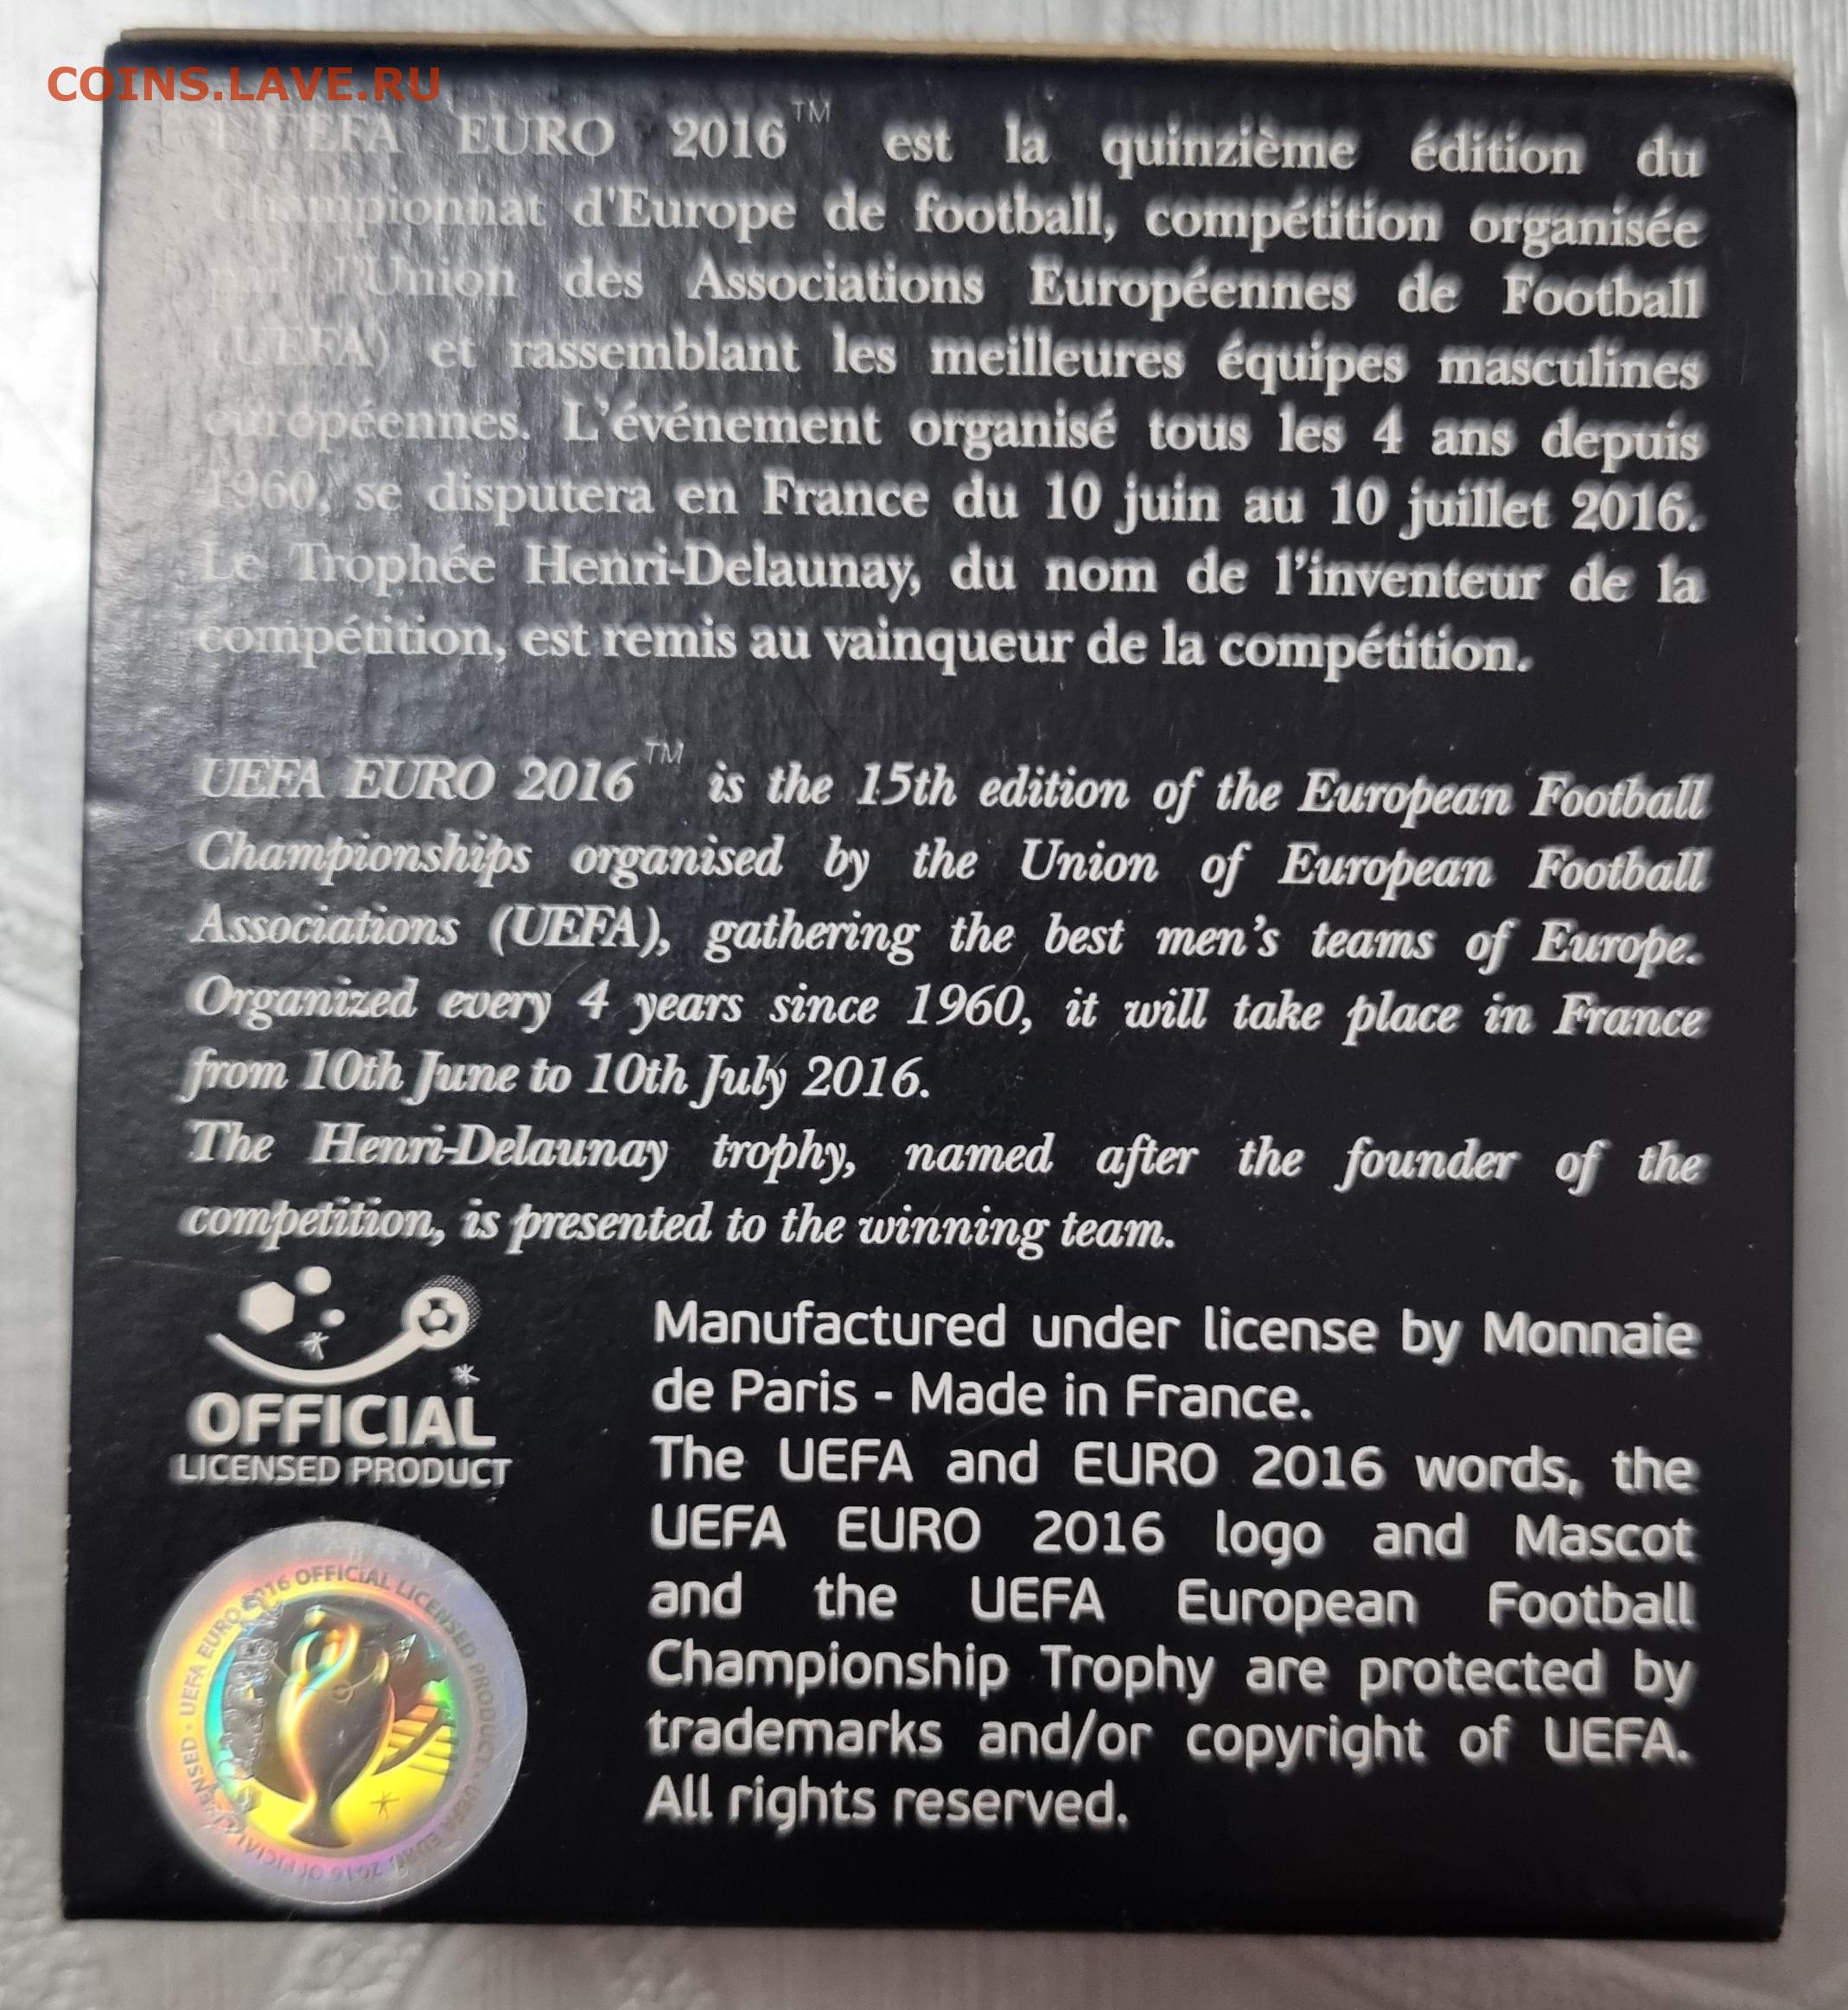 COINS.LAVE.RU
L'UEFA EURO 2016™ est la quinzième édition du
Championnat d'Europe de football, compétition organisée
par l'Union des Associations Européennes de Football
(UEFA) et rassemblant les meilleures équipes masculines
européennes. L'événement organisé tous les 4 ans depuis
1960, se disputera en France du 10 juin au 10 juillet 2016.
Le Trophée Henri-Delaunay, du nom de l'inventeur de la
compétition, est remis au vainqueur de la compétition.
UEFA EURO 2016™ is the 15th edition of the European Football
Championships organised by the Union of European Football
Associations (UEFA), gathering the best men's teams of Europe.
Organized every 4 years since 1960, it will take place in France
from 10th June to 10th July 2016.
The Henri-Delaunay trophy, named after the founder of the
competition, is presented to the winning team.
OFFICIAL
LICENSED PRODUCT
Manufactured under license by Monnaie
de Paris - Made in France.
The UEFA and EURO 2016 words, the
UEFA EURO 2016 logo and Mascot
and the UEFA European Football
Championship Trophy are protected by
trademarks and/or copyright of UEFA.
All rights reserved.
UEFA EURO 2016 OFFICIAL LICENSED PRODUCT